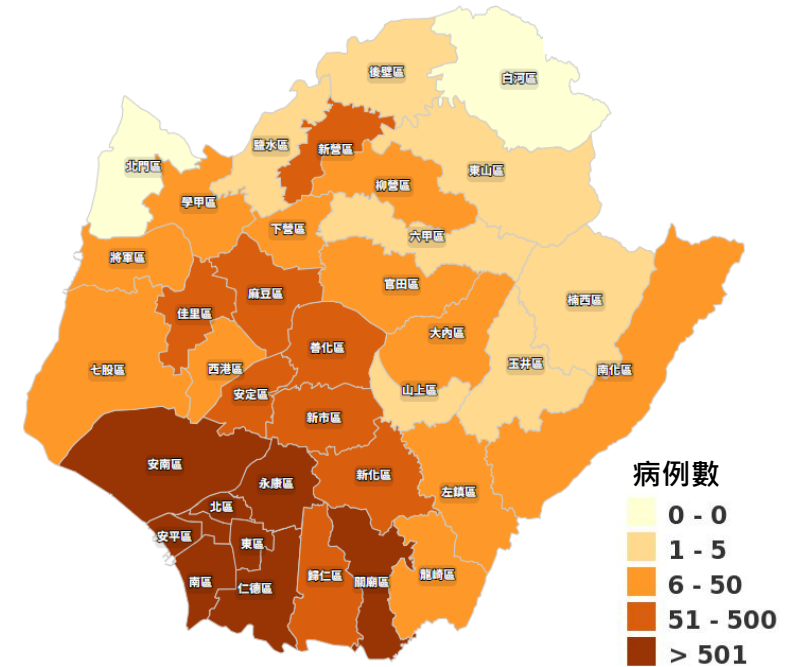 後壁區
白河區
鹽水區
新營區
北門區
東山區
柳營區
學甲區
下營區
六甲區
將軍區
官田區
麻豆區
楠西區
佳里區
大內區
善化區
玉井區
七股區
西港區
南化區
山上區
安定區
新市區
安南區
新化區
永康區
左鎮區
北區
安平區
東區
歸仁區
龍崎區
南區
仁德區
關廟區
病例數
0 - 0
1 - 5
6 - 50
51 - 500
> 501